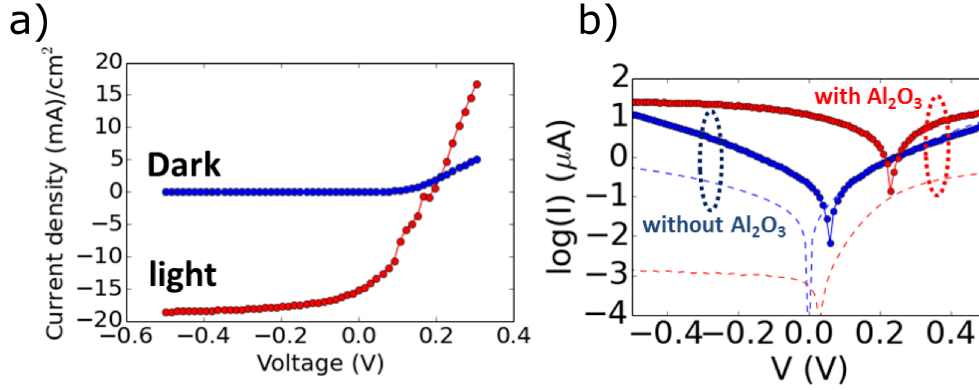 a)
Current density (mA)/cm²
20
15
10
5
0
−5
−10
−15
−20
Dark
light
−0.6
−0.4
−0.2
0.0
0.2
0.4
Voltage (V)
b)
log(I) (μA)
2
1
0
−1
−2
−3
−4
with Al₂O₃
without Al₂O₃
−0.4
0.0
0.2
0.4
V (V)